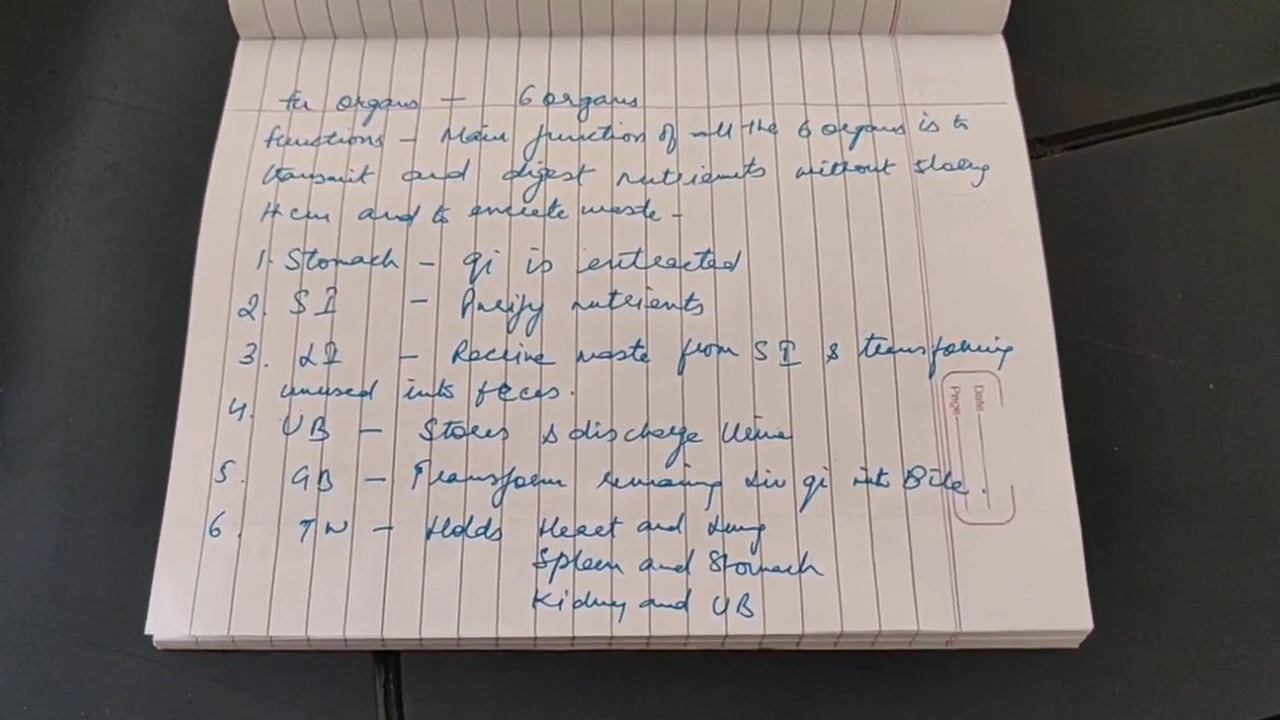 fu organs — 6 organs
functions — Main function of all the 6 organs is to
transmit and digest nutrients without storing
them and to excrete waste -
1. Stomach — qi is extracted
2. SI — Purify nutrients
3. LI — Receive waste from SI & transforming
unused into feces.
4. UB — Stores & discharge Urine
5. GB — Transform remaining Liv qi into Bile.
6. TW — Holds Heart and Lung
Spleen and Stomach
Kidney and UB
Date
Page